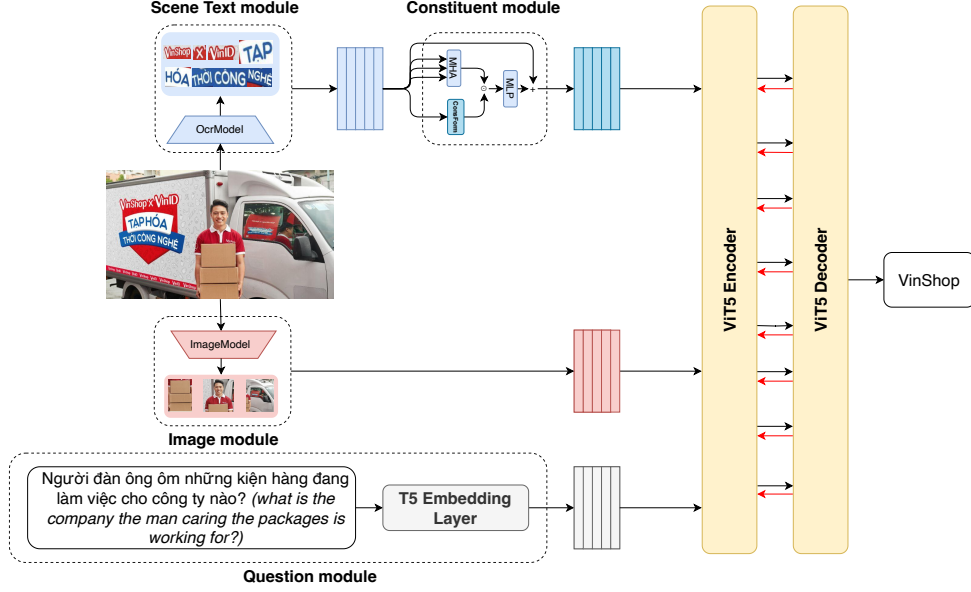 Scene Text module
Constituent module
VinShop X VinID TẠP
HÓA THỜI CÔNG NGHỆ
OcrModel
MHA
ConsForm
MLP
+
VinShop X VinID
TẠP HÓA
THỜI CÔNG NGHỆ
ImageModel
Image module
Người đàn ông ôm những kiện hàng đang
làm việc cho công ty nào? (what is the
company the man caring the packages is
working for?)
T5 Embedding
Layer
Question module
ViT5 Encoder
ViT5 Decoder
VinShop